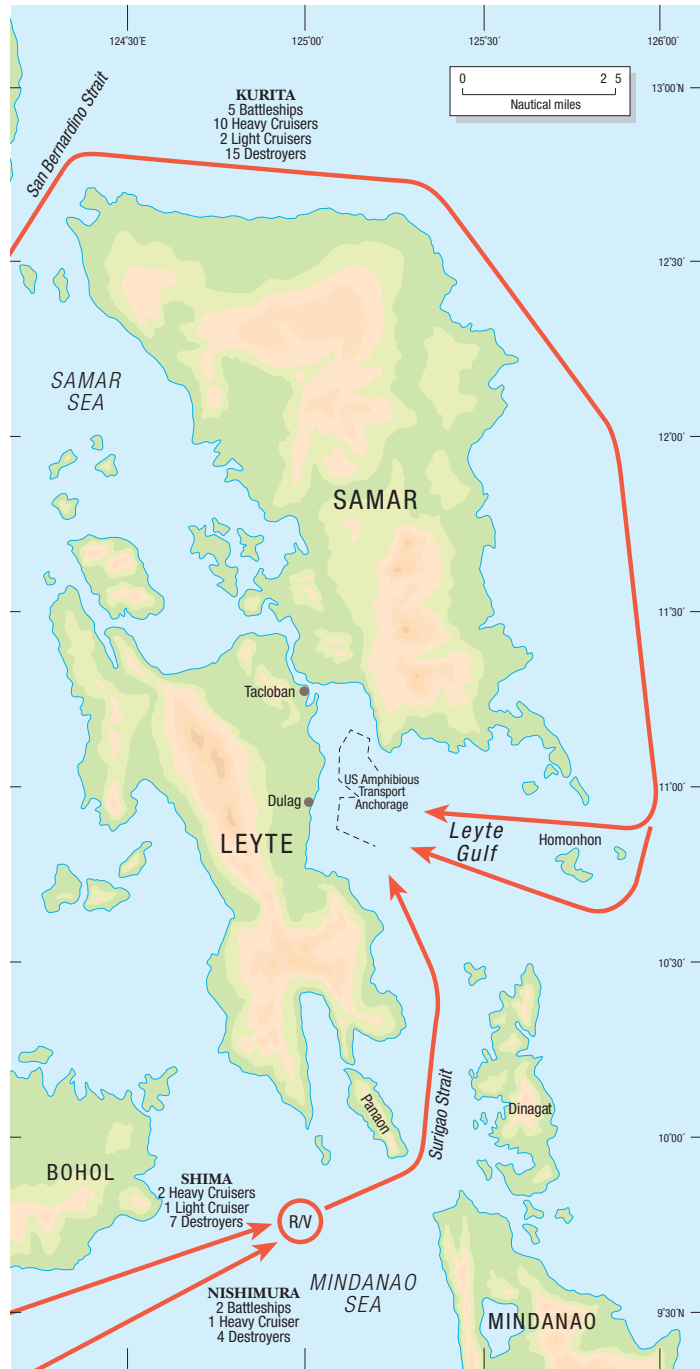 124˚30'E
125˚00'
125˚30'
126˚00'
13˚00'N
0
2 5
Nautical miles
KURITA
5 Battleships
10 Heavy Cruisers
2 Light Cruisers
15 Destroyers
San Bernardino Strait
12˚30'
SAMAR
SEA
12˚00'
SAMAR
11˚30'
Tacloban
US Amphibious
Transport
Anchorage
11˚00'
Dulag
LEYTE
Leyte
Gulf
Homonhon
10˚30'
Panaon
Surigao Strait
Dinagat
10˚00'
BOHOL
SHIMA
2 Heavy Cruisers
1 Light Cruiser
7 Destroyers
R/V
NISHIMURA
2 Battleships
1 Heavy Cruiser
4 Destroyers
MINDANAO
SEA
MINDANAO
9˚30'